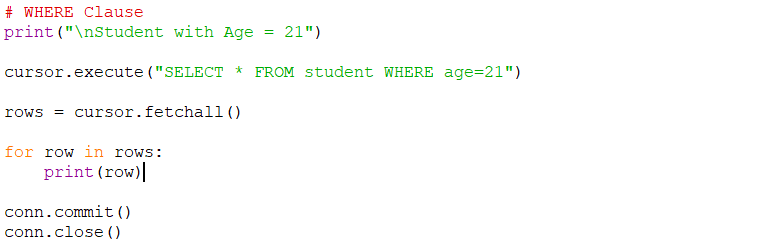 # WHERE Clause
print("\nStudent with Age = 21")
cursor.execute("SELECT * FROM student WHERE age=21")
rows = cursor.fetchall()
for row in rows:
    print(row)
conn.commit()
conn.close()